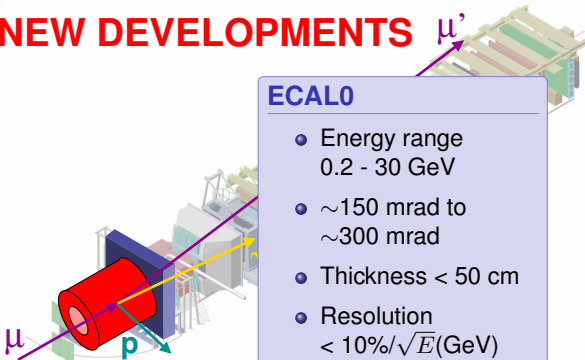 NEW DEVELOPMENTS
μ'
ECAL0
Energy range
0.2 - 30 GeV
∼150 mrad to
∼300 mrad
Thickness < 50 cm
Resolution
< 10%/√E(GeV)
μ
p